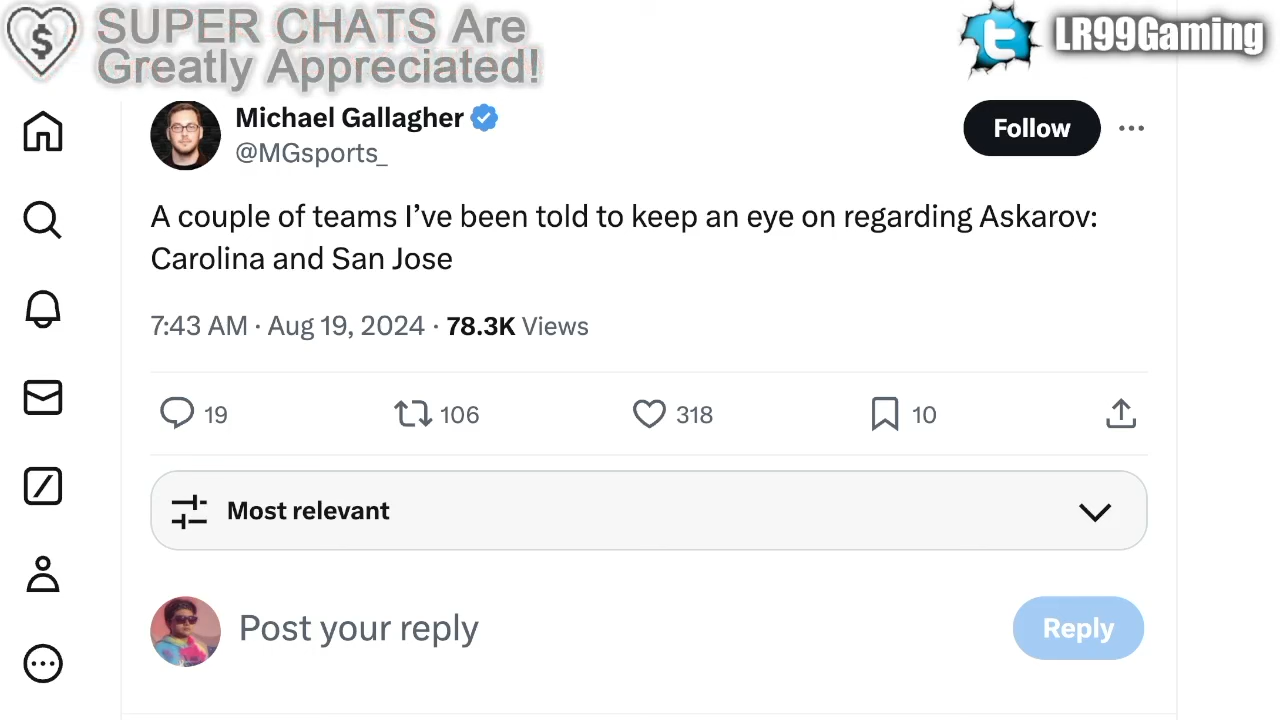 SUPER CHATS Are
Greatly Appreciated!
LR99Gaming
Michael Gallagher
@MGsports_
Follow
A couple of teams I’ve been told to keep an eye on regarding Askarov:
Carolina and San Jose
7:43 AM · Aug 19, 2024 · 78.3K Views
19 106 318 10
Most relevant
Post your reply
Reply